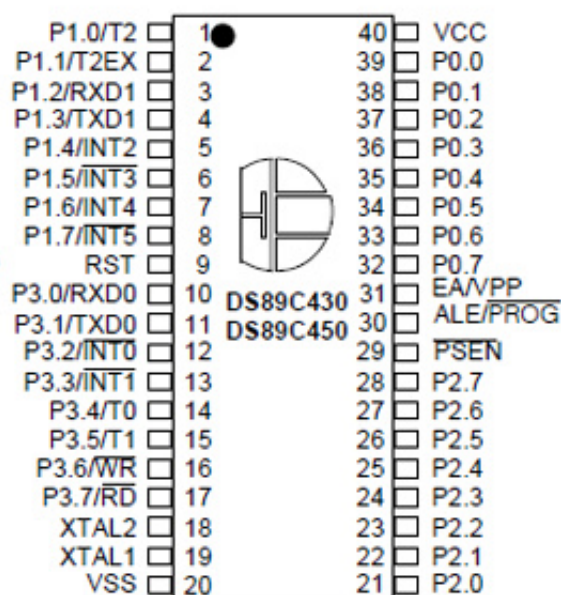 P1.0/T2 1 40 VCC
P1.1/T2EX 2 39 P0.0
P1.2/RXD1 3 38 P0.1
P1.3/TXD1 4 37 P0.2
P1.4/INT2 5 36 P0.3
P1.5/INT3 6 35 P0.4
P1.6/INT4 7 34 P0.5
P1.7/INT5 8 33 P0.6
RST 9 32 P0.7
P3.0/RXD0 10 DS89C430 31 EA/VPP
P3.1/TXD0 11 DS89C450 30 ALE/PROG
P3.2/INT0 12 29 PSEN
P3.3/INT1 13 28 P2.7
P3.4/T0 14 27 P2.6
P3.5/T1 15 26 P2.5
P3.6/WR 16 25 P2.4
P3.7/RD 17 24 P2.3
XTAL2 18 23 P2.2
XTAL1 19 22 P2.1
VSS 20 21 P2.0